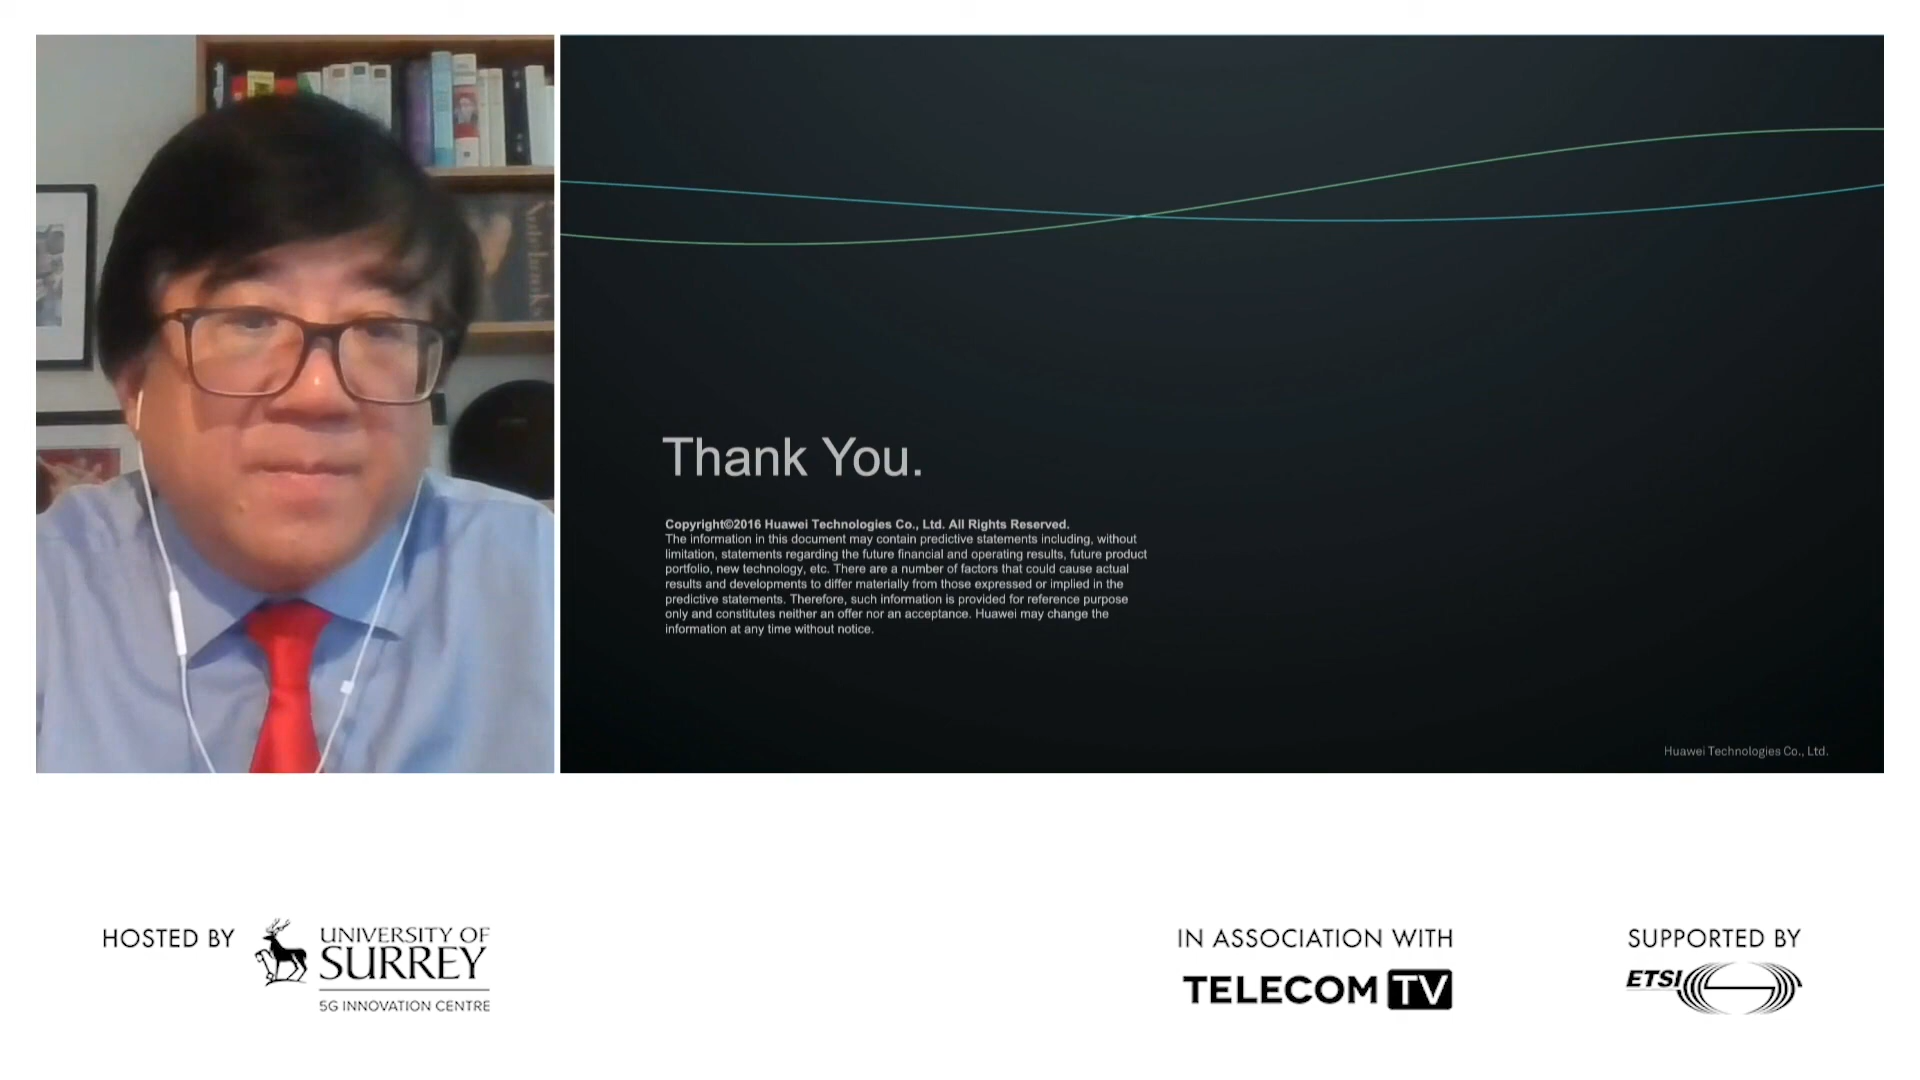 Notebooks
Thank You.
Copyright©2016 Huawei Technologies Co., Ltd. All Rights Reserved.
The information in this document may contain predictive statements including, without
limitation, statements regarding the future financial and operating results, future product
portfolio, new technology, etc. There are a number of factors that could cause actual
results and developments to differ materially from those expressed or implied in the
predictive statements. Therefore, such information is provided for reference purpose
only and constitutes neither an offer nor an acceptance. Huawei may change the
information at any time without notice.
Huawei Technologies Co., Ltd.
HOSTED BY
UNIVERSITY OF
SURREY
5G INNOVATION CENTRE
IN ASSOCIATION WITH
TELECOM TV
SUPPORTED BY
ETSI